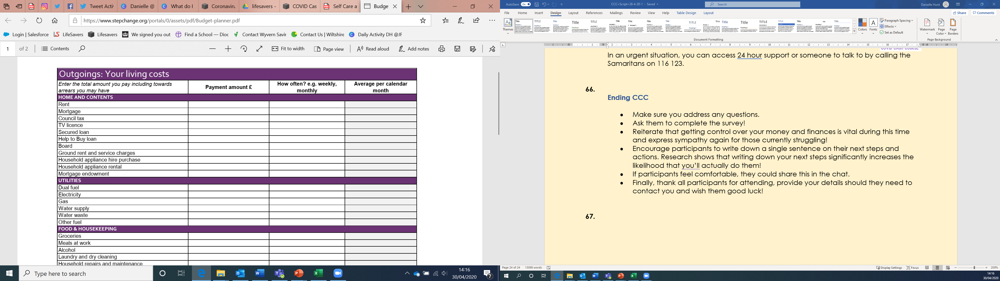 Tweet Activ
Danielle @
What do I
Coronaviru
lifesavers -
COVID Cas
Self Care a
Budge
https://www.stepchange.org/portals/0/assets/pdf/Budget-planner.pdf
Login | Salesforce
LifeSavers
Lifesavers
We signed you out
Find a School — Dioc
Contact Wyvern Savir
Contact Us | Wiltshire
Daily Activity DH @JF
1 of 2
Contents
Fit to width
Page view
Read aloud
Add notes
Outgoings: Your living costs
Enter the total amount you pay including towards
arrears you may have
Payment amount £
How often? e.g. weekly,
monthly
Average per calendar
month
HOME AND CONTENTS
Rent
Mortgage
Council tax
TV licence
Secured loan
Help to Buy loan
Board
Ground rent and service charges
Household appliance hire purchase
Household appliance rental
Mortgage endowment
UTILITIES
Dual fuel
Electricity
Gas
Water supply
Water waste
Other fuel
FOOD & HOUSEKEEPING
Groceries
Meals at work
Alcohol
Laundry and dry cleaning
Household repairs and maintenance
Type here to search
14:16
30/04/2020
7
AutoSave On
CCC+Script+28-4-20-1 - Saved
Search
Danielle Hunt
File Home Insert Design Layout References Mailings Review View Help Table Design Layout
Share
Comments
Themes
Colors
Fonts
Paragraph Spacing
Effects
Set as Default
Watermark
Page Color
Page Borders
Document Formatting
Page Background
COVID CASH COURSE
In an urgent situation, you can access 24 hour support or someone to talk to by calling the
Samaritans on 116 123.
66.
Ending CCC
• Make sure you address any questions.
• Ask them to complete the survey!
• Reiterate that getting control over your money and finances is vital during this time
and express sympathy again for those currently struggling!
• Encourage participants to write down a single sentence on their next steps and
actions. Research shows that writing down your next steps significantly increases the
likelihood that you'll actually do them!
• If participants feel comfortable, they could share this in the chat.
• Finally, thank all participants for attending, provide your details should they need to
contact you and wish them good luck!
67.
Page 24 of 24
13098 words
Display Settings
Focus
200%
14:16
30/04/2020